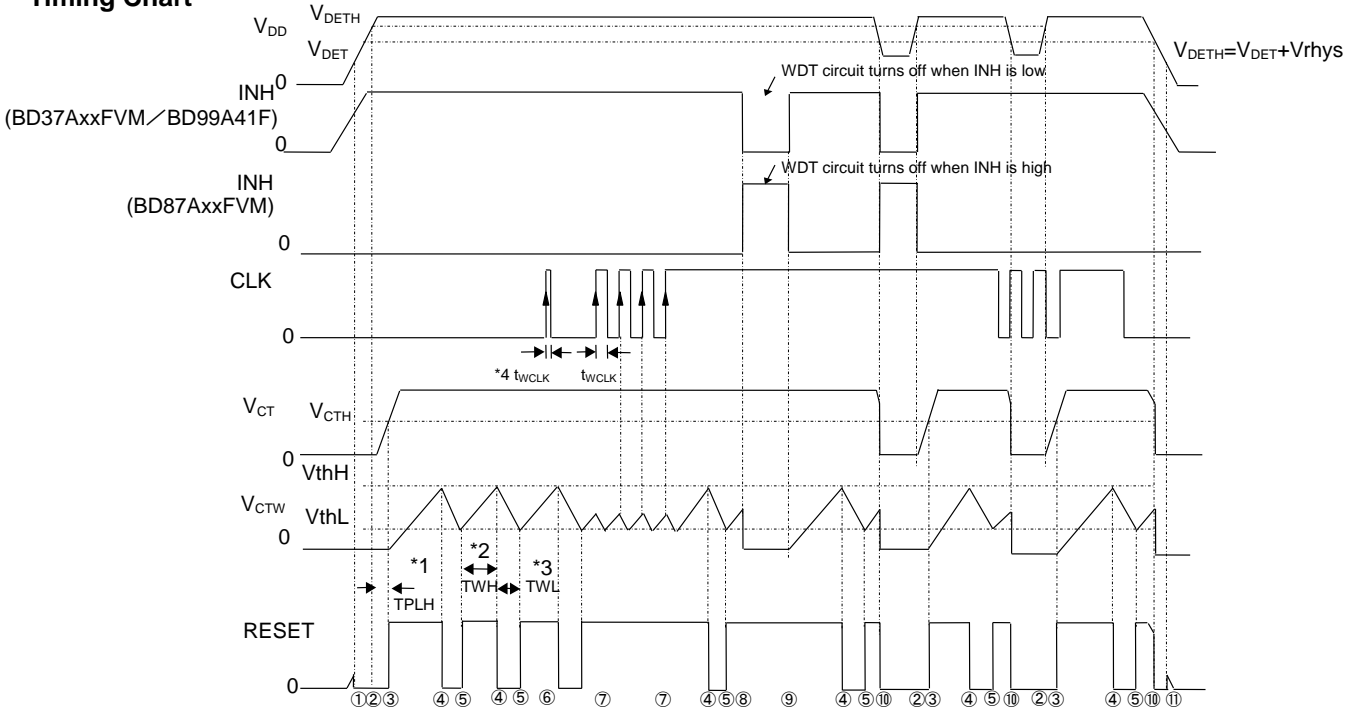 Timing Chart
VDD
VDETH
VDET
0
VDETH=VDET+Vrhys
INH
(BD37AxxFVM／BD99A41F)
WDT circuit turns off when INH is low
0
INH
(BD87AxxFVM)
WDT circuit turns off when INH is high
0
CLK
0
*4 tWCLK
tWCLK
VCT
VCTH
0
VthH
VCTW
VthL
0
*1
TPLH
*2
TWH
*3
TWL
RESET
0
①②③ ④ ⑤ ④ ⑤ ⑥ ⑦ ⑦ ④⑤⑧ ⑨ ④ ⑤⑩ ②③ ④ ⑤⑩ ②③ ④ ⑤⑩ ⑪